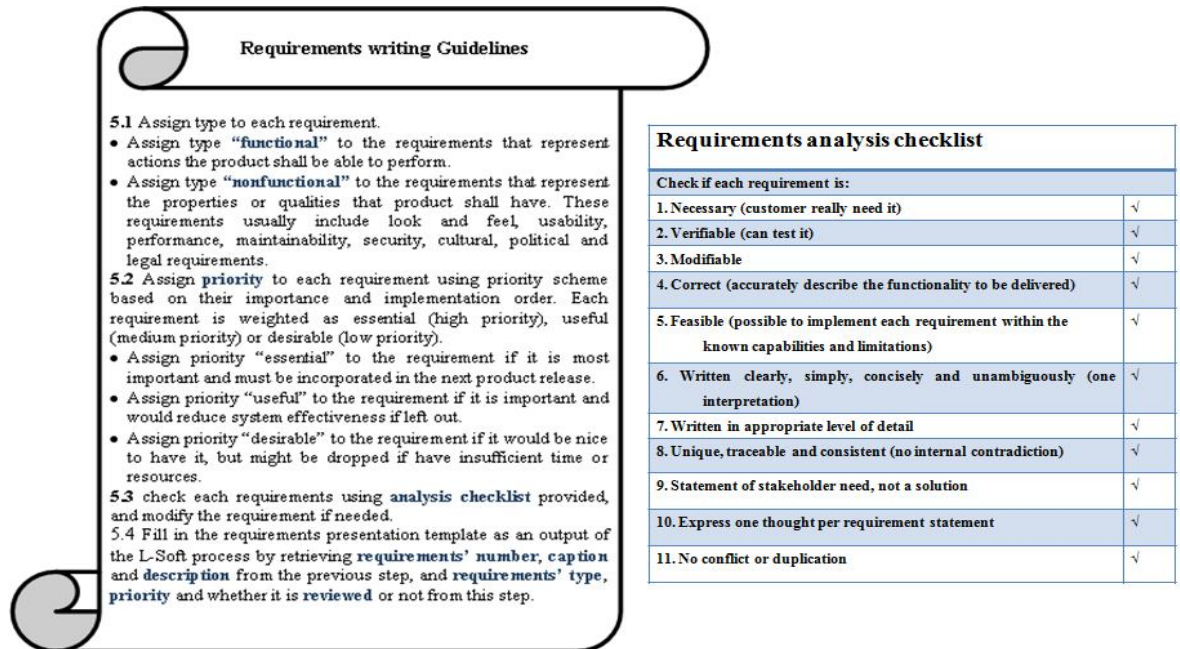 Requirements writing Guidelines
5.1 Assign type to each requirement.
• Assign type “functional” to the requirements that represent
actions the product shall be able to perform.
• Assign type “nonfunctional” to the requirements that represent
the properties or qualities that product shall have. These
requirements usually include look and feel, usability,
performance, maintainability, security, cultural, political and
legal requirements.
5.2 Assign priority to each requirement using priority scheme
based on their importance and implementation order. Each
requirement is weighted as essential (high priority), useful
(medium priority) or desirable (low priority).
• Assign priority “essential” to the requirement if it is most
important and must be incorporated in the next product release.
• Assign priority “useful” to the requirement if it is important and
would reduce system effectiveness if left out.
• Assign priority “desirable” to the requirement if it would be nice
to have it, but might be dropped if have insufficient time or
resources.
5.3 check each requirements using analysis checklist provided,
and modify the requirement if needed.
5.4 Fill in the requirements presentation template as an output of
the L-Soft process by retrieving requirements’ number, caption
and description from the previous step, and requirements’ type,
priority and whether it is reviewed or not from this step.
Requirements analysis checklist
Check if each requirement is:
1. Necessary (customer really need it) √
2. Verifiable (can test it) √
3. Modifiable √
4. Correct (accurately describe the functionality to be delivered) √
5. Feasible (possible to implement each requirement within the √
known capabilities and limitations)
6. Written clearly, simply, concisely and unambiguously (one √
interpretation)
7. Written in appropriate level of detail √
8. Unique, traceable and consistent (no internal contradiction) √
9. Statement of stakeholder need, not a solution √
10. Express one thought per requirement statement √
11. No conflict or duplication √